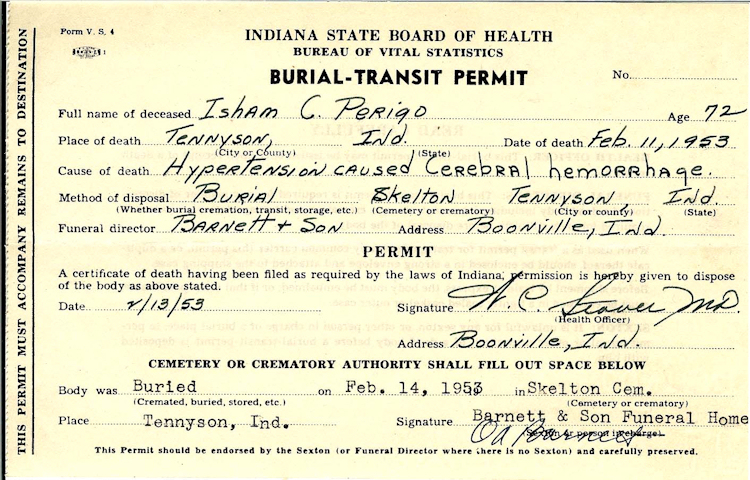 Form V. S. 4
INDIANA STATE BOARD OF HEALTH
BUREAU OF VITAL STATISTICS
BURIAL-TRANSIT PERMIT
No.
Full name of deceased Isham C. Perigo Age 72
Place of death Tennyson, Ind. Date of death Feb. 11, 1953
(City or County) (State)
Cause of death Hypertension caused Cerebral hemorrhage.
Method of disposal Burial Skelton Tennyson, Ind.
(Whether burial cremation, transit, storage, etc.) (Cemetery or crematory) (City or county) (State)
Funeral director Barnett + Son Address Boonville, Ind.
PERMIT
A certificate of death having been filed as required by the laws of Indiana, permission is hereby given to dispose
of the body as above stated.
Date 2/13/53 Signature W. C. MD.
(Health Officer)
Address Boonville, Ind.
CEMETERY OR CREMATORY AUTHORITY SHALL FILL OUT SPACE BELOW
Body was Buried on Feb. 14, 1953 in Skelton Cem.
(Cremated, buried, stored, etc.) (Cemetery or crematory)
Place Tennyson, Ind. Signature Barnett & Son Funeral Home
(Sexton or person in charge)
This Permit should be endorsed by the Sexton (or Funeral Director where there is no Sexton) and carefully preserved.
THIS PERMIT MUST ACCOMPANY REMAINS TO DESTINATION